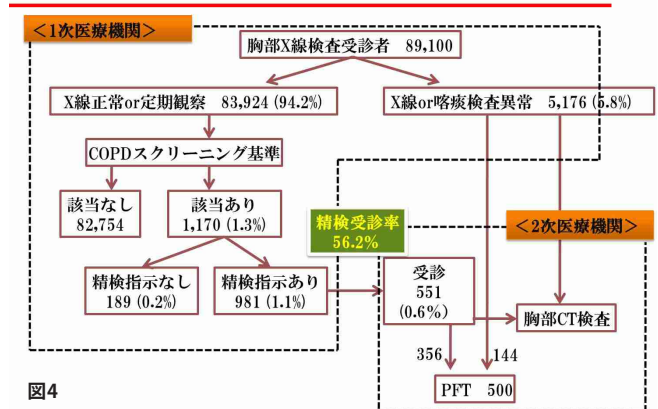 ＜1次医療機関＞
胸部X線検査受診者 89,100
X線正常or定期観察 83,924 (94.2%)
X線or喀痰検査異常 5,176 (5.8%)
COPDスクリーニング基準
該当なし
82,754
該当あり
1,170 (1.3%)
精検受診率
56.2%
＜2次医療機関＞
精検指示なし
189 (0.2%)
精検指示あり
981 (1.1%)
受診
551
(0.6%)
胸部CT検査
356
144
PFT 500
図4